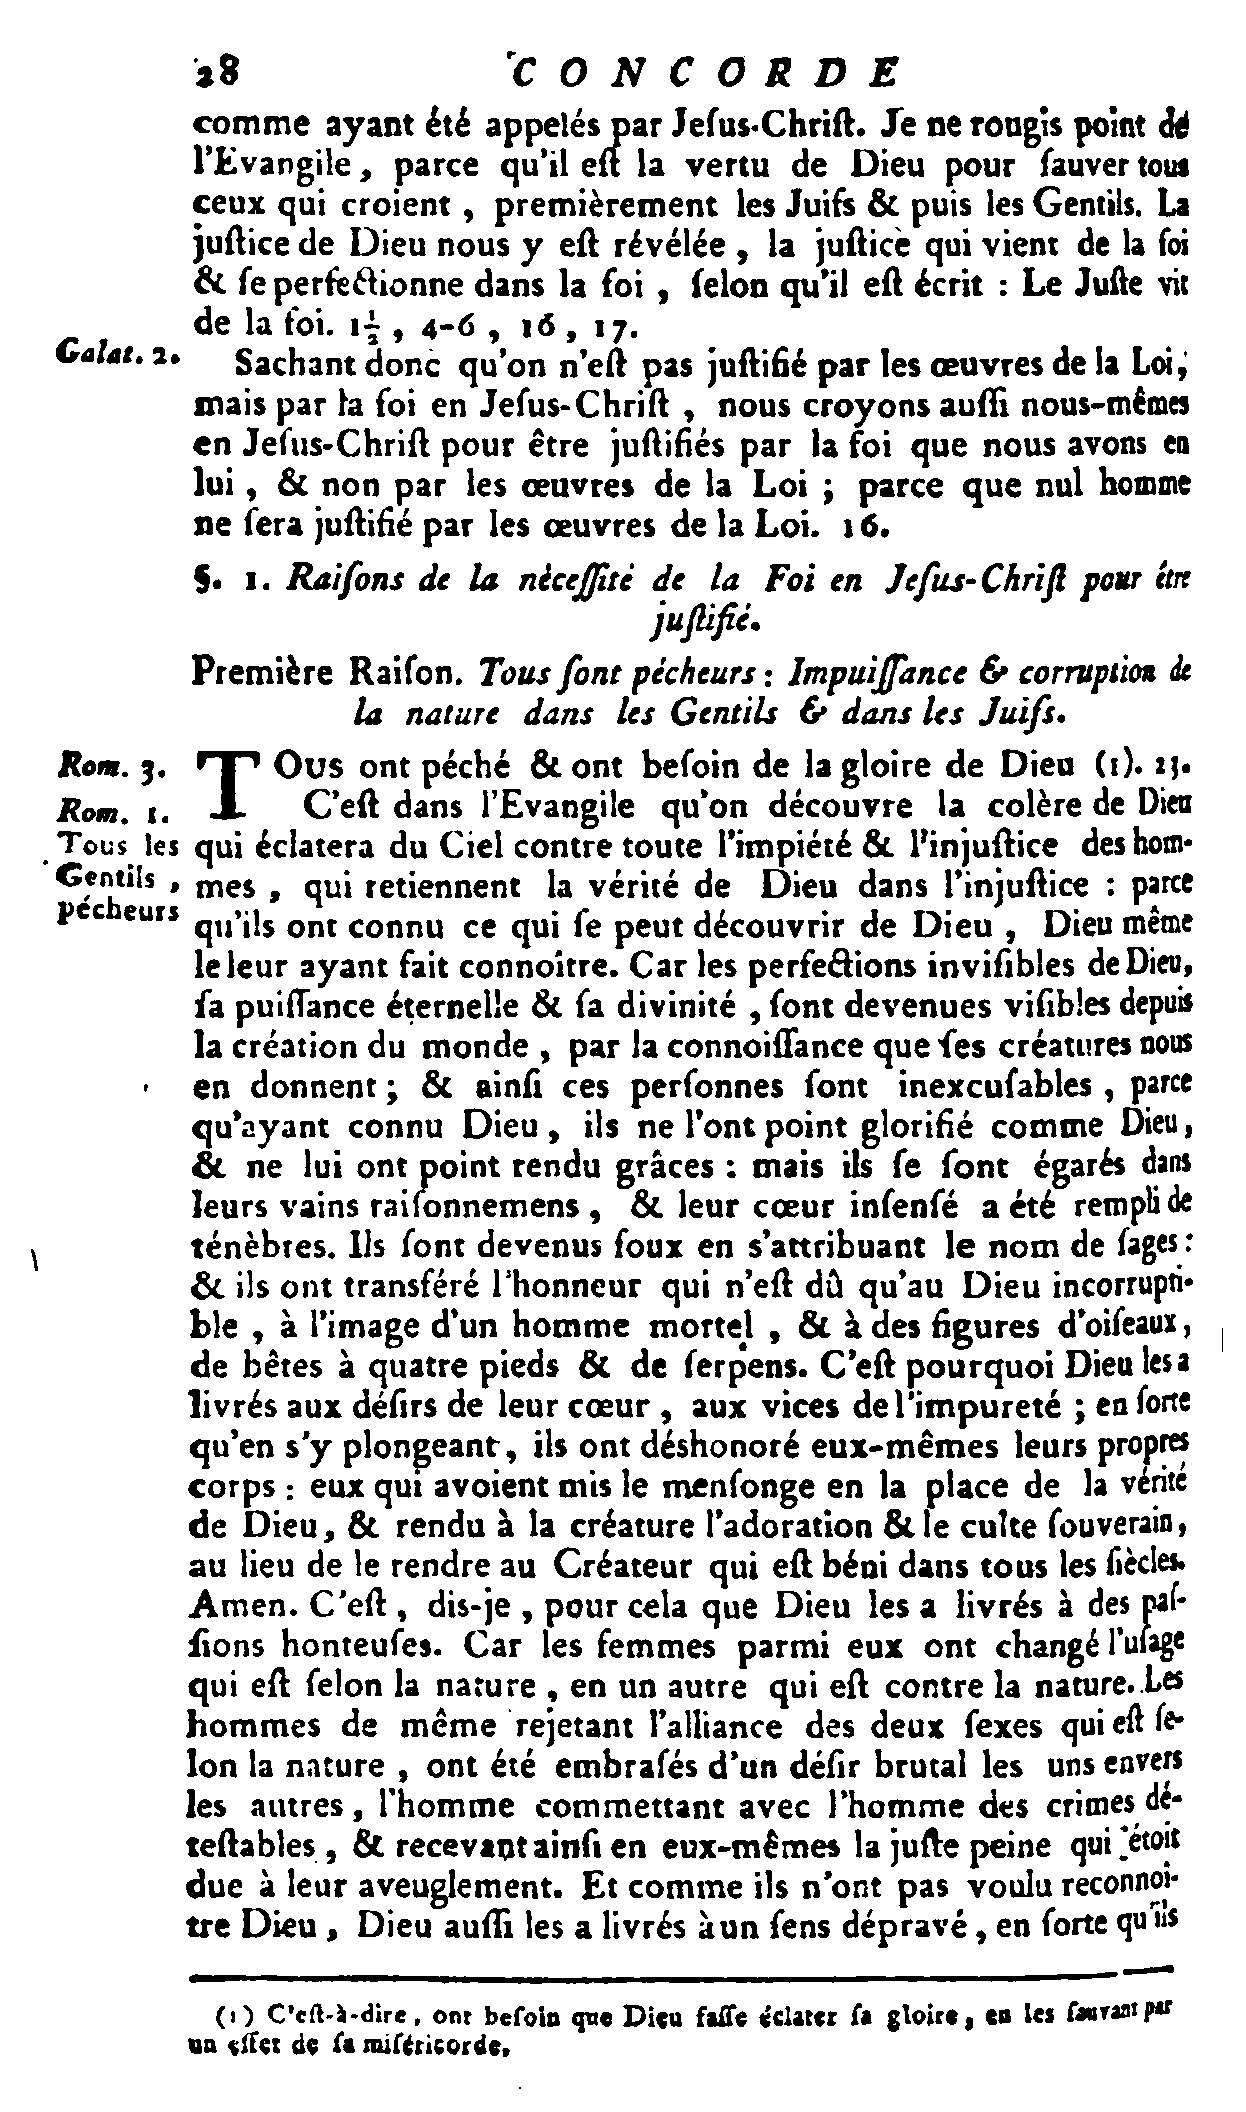 28 CONCORDE
comme ayant été appelés par Jeſus-Chriſt. Je ne rougis point de
l'Evangile, parce qu'il eſt la vertu de Dieu pour ſauver tous
ceux qui croient, premièrement les Juifs & puis les Gentils. La
juſtice de Dieu nous y eſt révélée, la juſtice qui vient de la foi
& ſe perfectionne dans la foi, ſelon qu'il eſt écrit : Le Juſte vit
de la foi. 1½, 4-6, 16, 17.
Galat. 2.
Sachant donc qu'on n'eſt pas juſtifié par les œuvres de la Loi,
mais par la foi en Jeſus-Chriſt, nous croyons auſſi nous-mêmes
en Jeſus-Chriſt pour être juſtifiés par la foi que nous avons en
lui, & non par les œuvres de la Loi ; parce que nul homme
ne ſera juſtifié par les œuvres de la Loi. 16.
§. 1. Raiſons de la néceſſité de la Foi en Jeſus-Chriſt pour être
juſtifié.
Première Raiſon. Tous ſont pécheurs : Impuiſſance & corruption de
la nature dans les Gentils & dans les Juifs.
Rom. 3.
TOUS ont péché & ont beſoin de la gloire de Dieu (1). 23.
Rom. 1.
Tous les
Gentils,
pécheurs
C'eſt dans l'Evangile qu'on découvre la colère de Dieu
qui éclatera du Ciel contre toute l'impiété & l'injuſtice des hom-
mes, qui retiennent la vérité de Dieu dans l'injuſtice : parce
qu'ils ont connu ce qui ſe peut découvrir de Dieu, Dieu même
le leur ayant fait connoitre. Car les perfections inviſibles de Dieu,
ſa puiſſance éternelle & ſa divinité, ſont devenues viſibles depuis
la création du monde, par la connoiſſance que ſes créatures nous
en donnent ; & ainſi ces perſonnes ſont inexcuſables, parce
qu'ayant connu Dieu, ils ne l'ont point glorifié comme Dieu,
& ne lui ont point rendu grâces : mais ils ſe ſont égarés dans
leurs vains raiſonnemens, & leur cœur inſenſé a été rempli de
ténèbres. Ils ſont devenus foux en s'attribuant le nom de ſages :
& ils ont transféré l'honneur qui n'eſt dû qu'au Dieu incorrupti-
ble, à l'image d'un homme mortel, & à des figures d'oiſeaux,
de bêtes à quatre pieds & de ſerpens. C'eſt pourquoi Dieu les a
livrés aux déſirs de leur cœur, aux vices de l'impureté ; en ſorte
qu'en s'y plongeant, ils ont déshonoré eux-mêmes leurs propres
corps : eux qui avoient mis le menſonge en la place de la vérité
de Dieu, & rendu à la créature l'adoration & le culte ſouverain,
au lieu de le rendre au Créateur qui eſt béni dans tous les ſiècles.
Amen. C'eſt, dis-je, pour cela que Dieu les a livrés à des paſ-
ſions honteuſes. Car les femmes parmi eux ont changé l'uſage
qui eſt ſelon la nature, en un autre qui eſt contre la nature. Les
hommes de même rejetant l'alliance des deux ſexes qui eſt ſe-
lon la nature, ont été embraſés d'un déſir brutal les uns envers
les autres, l'homme commettant avec l'homme des crimes dé-
teſtables, & recevant ainſi en eux-mêmes la juſte peine qui étoit
due à leur aveuglement. Et comme ils n'ont pas voulu reconnoi-
tre Dieu, Dieu auſſi les a livrés à un ſens dépravé, en ſorte qu'ils
(1) C'eſt-à-dire, ont beſoin que Dieu faſſe éclater ſa gloire, en les ſauvant par
un effet de ſa miſéricorde.